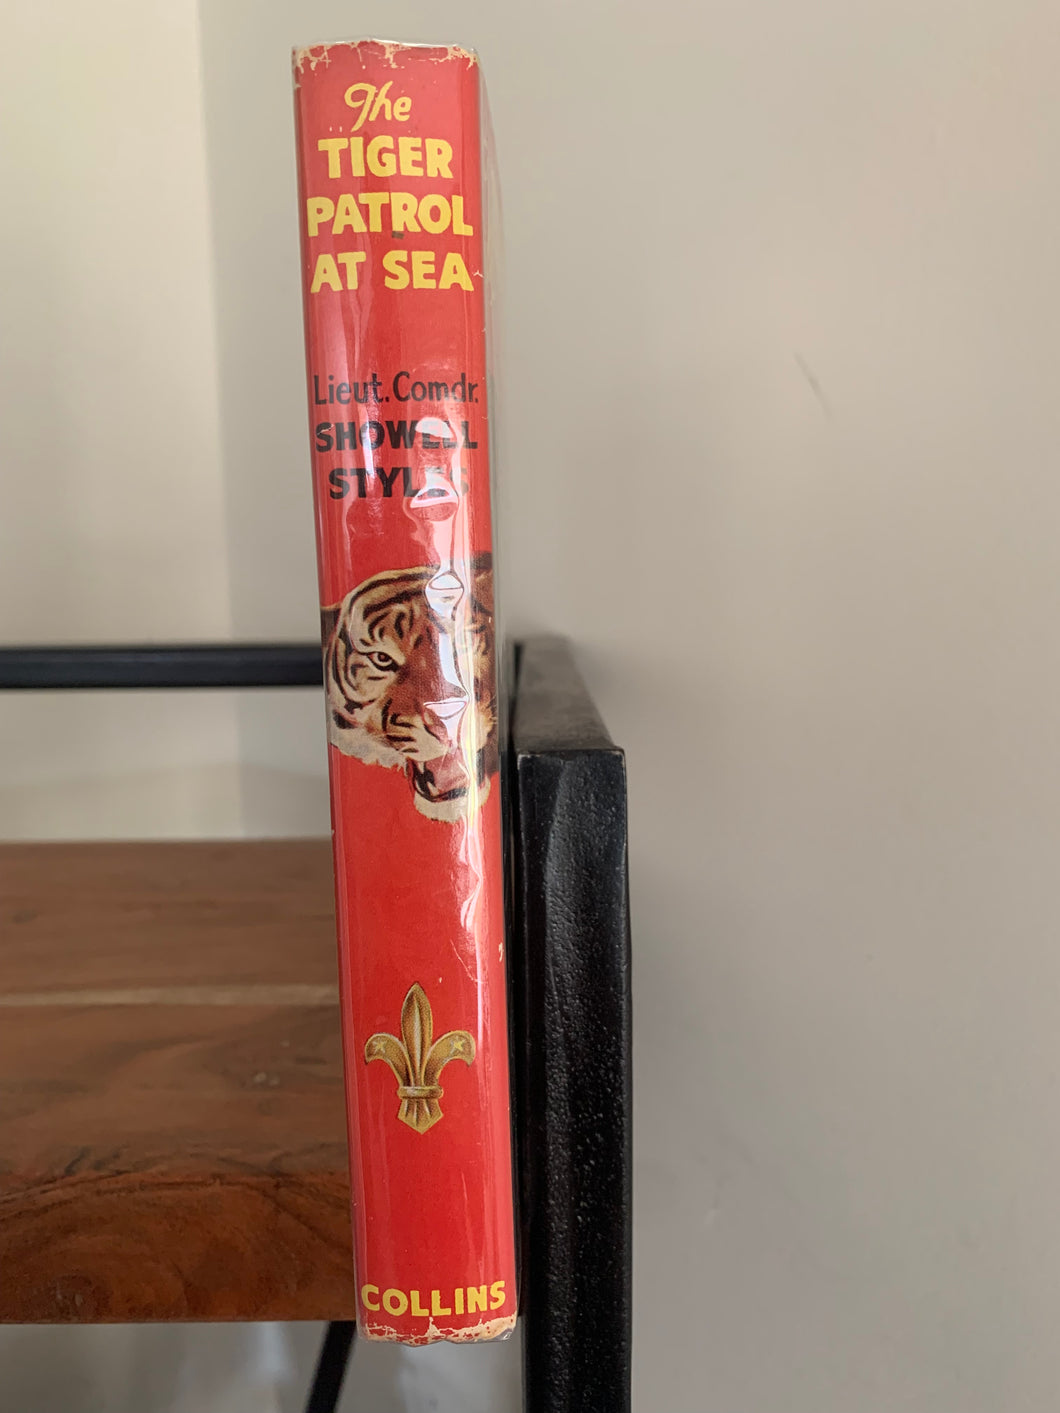 The
TIGER
PATROL
AT SEA
Lieut. Comdr.
SHOWELL
STYLES
COLLINS